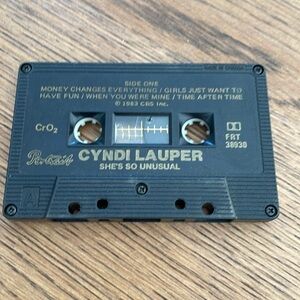 SIDE ONE
MONEY CHANGES EVERYTHING / GIRLS JUST WANT TO
HAVE FUN / WHEN YOU WERE MINE / TIME AFTER TIME
© 1983 CBS Inc.
CrO2
FRT
38930
Portrait
CYNDI LAUPER
SHE'S SO UNUSUAL
A